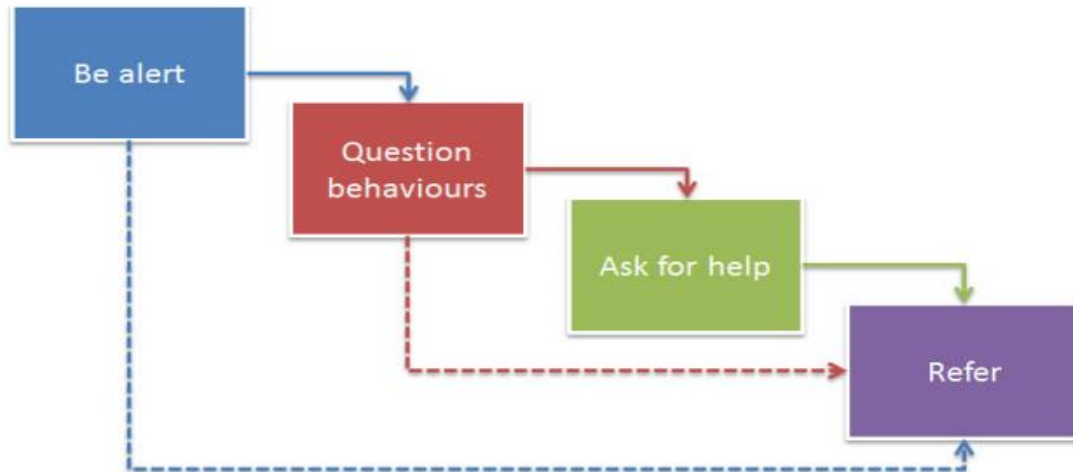 Be alert
Question
behaviours
Ask for help
Refer